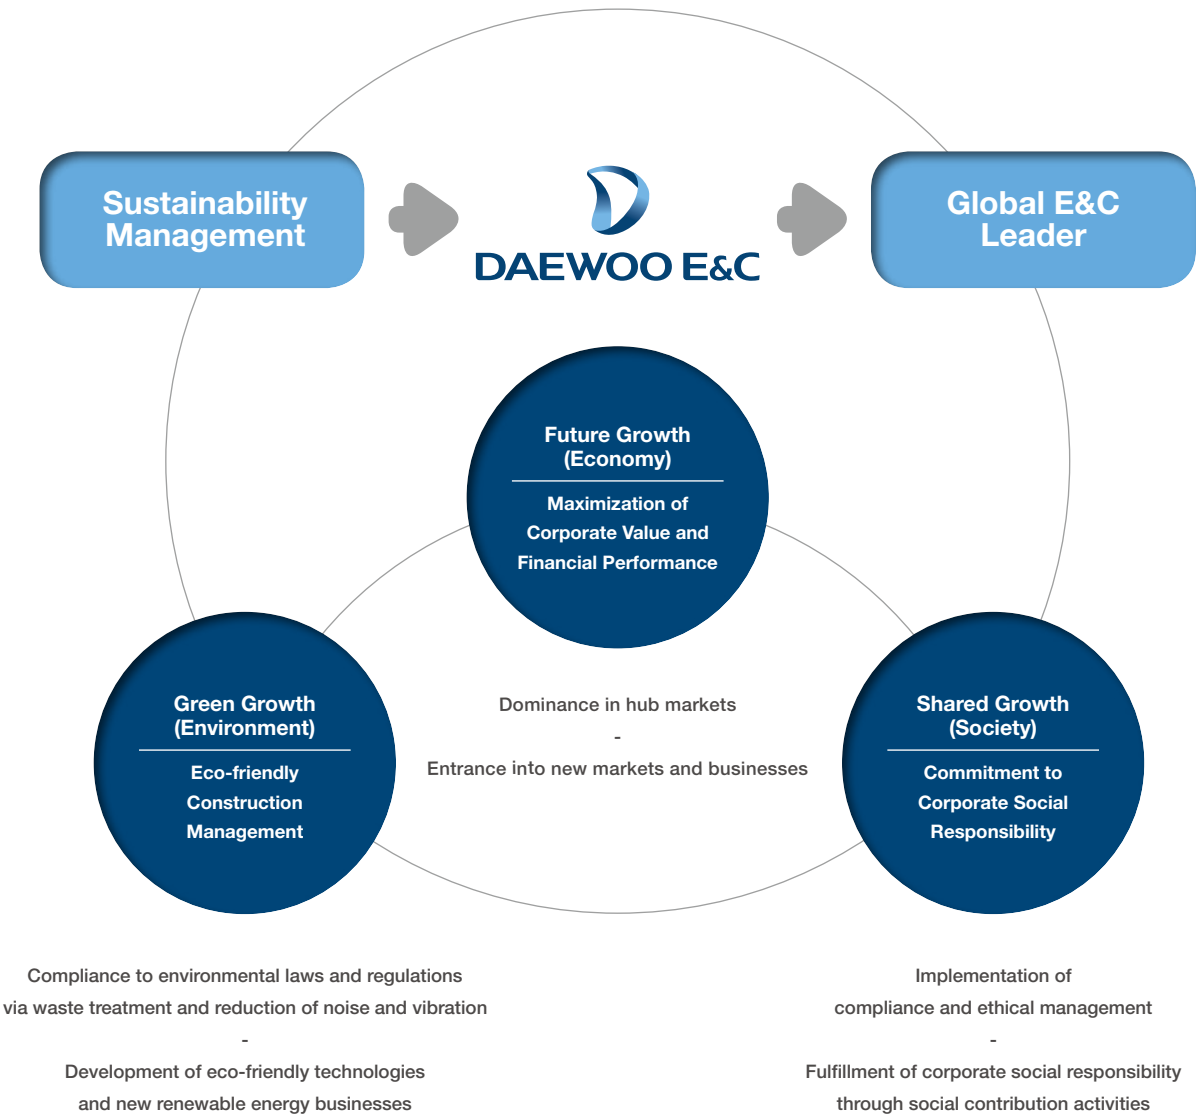 Sustainability
Management
DAEWOO E&C
Global E&C
Leader
Future Growth
(Economy)
Maximization of
Corporate Value and
Financial Performance
Dominance in hub markets
-
Entrance into new markets and businesses
Green Growth
(Environment)
Eco-friendly
Construction
Management
Compliance to environmental laws and regulations
via waste treatment and reduction of noise and vibration
-
Development of eco-friendly technologies
and new renewable energy businesses
Shared Growth
(Society)
Commitment to
Corporate Social
Responsibility
Implementation of
compliance and ethical management
-
Fulfillment of corporate social responsibility
through social contribution activities